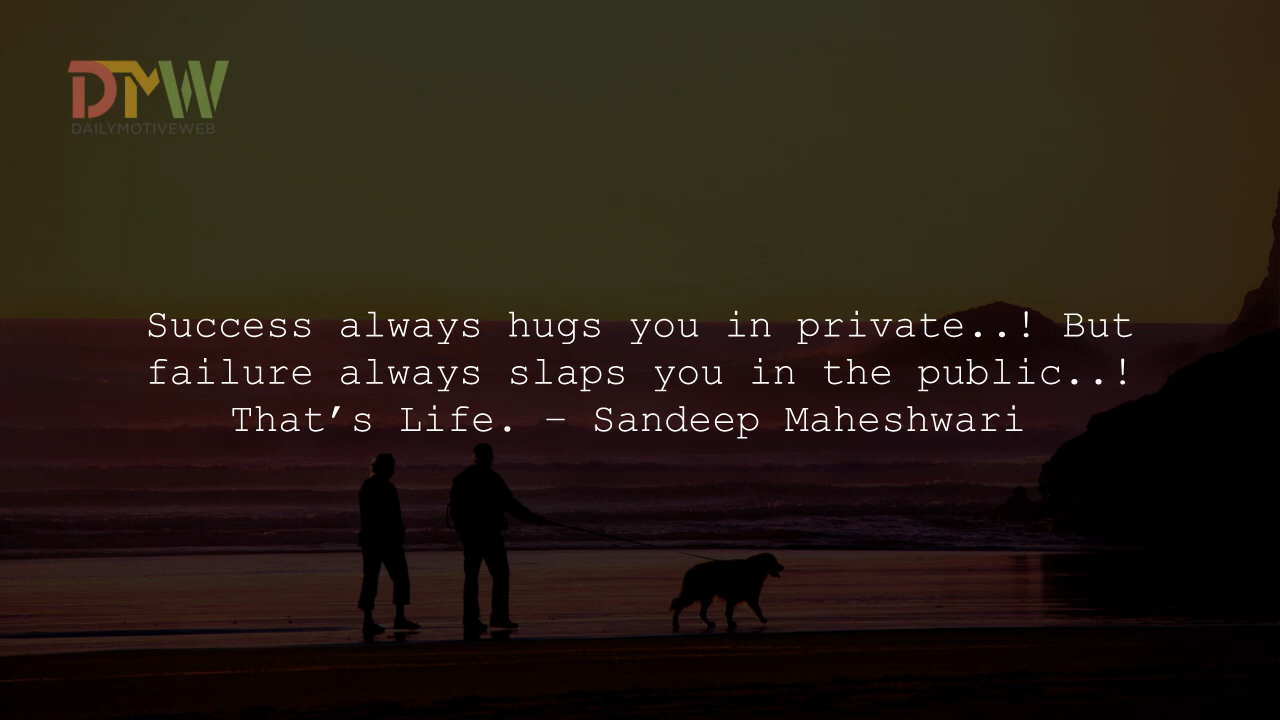 DTMW
DAILYMOTIVEWEB
Success always hugs you in private..! But
failure always slaps you in the public..!
That’s Life. – Sandeep Maheshwari